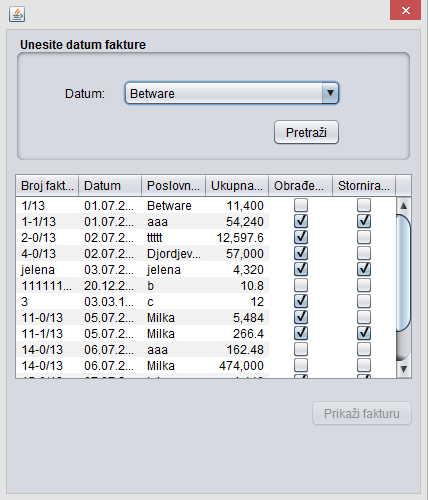 Unesite datum fakture
Datum: Betware
Pretraži
Broj fakt... Datum Poslovn... Ukupna... Obrađe... Stornira...
1/13 01.07.2... Betware 11,400
1-1/13 01.07.2... aaa 54,240
2-0/13 02.07.2... ttttt 12,597.6
4-0/13 02.07.2... Djordjev... 57,000
jelena 03.07.2... jelena 4,320
111111... 20.12.2... b 10.8
3 03.03.1... c 12
11-0/13 05.07.2... Milka 5,484
11-1/13 05.07.2... Milka 266.4
14-0/13 06.07.2... aaa 162.48
14-0/13 06.07.2... Milka 474,000
Prikaži fakturu